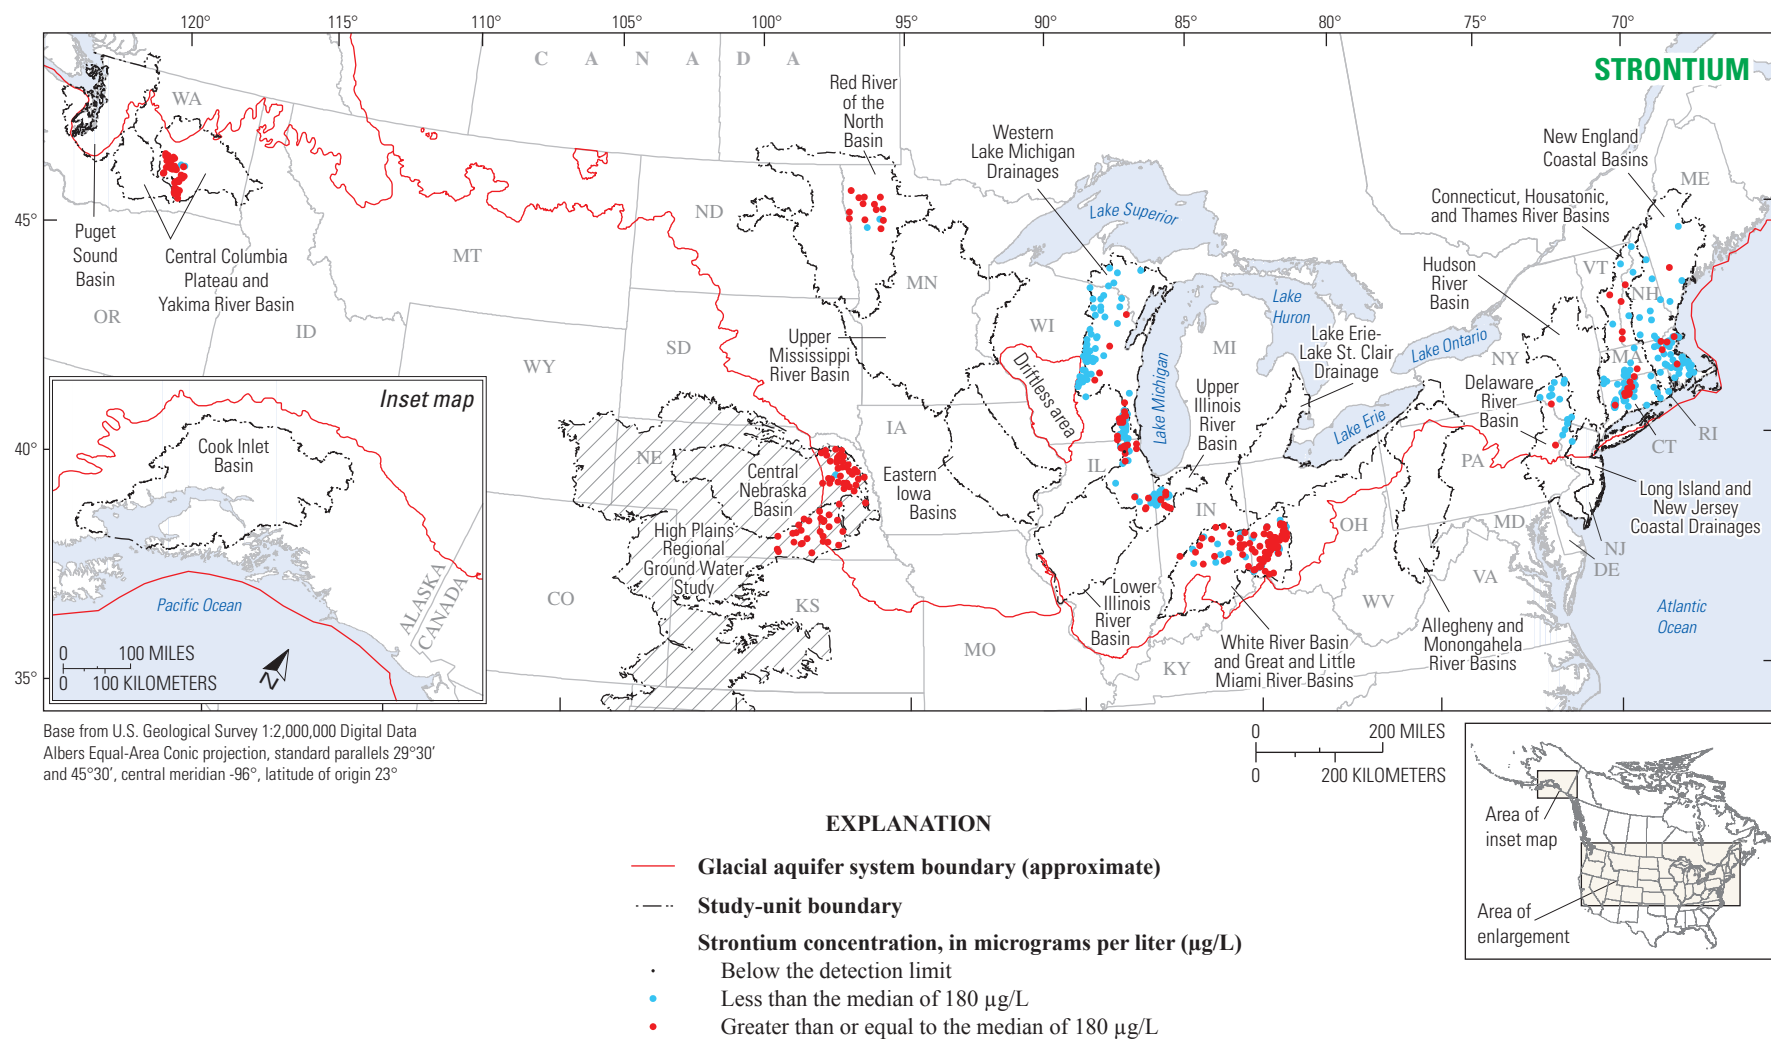 120°
115°
110°
105°
100°
95°
90°
85°
80°
75°
70°
45°
40°
35°
STRONTIUM
C A N A D A
WA
OR
ID
MT
WY
ND
SD
NE
CO
KS
MN
IA
MO
WI
IL
MI
IN
OH
KY
WV
VA
PA
NY
VT
NH
ME
MA
CT
RI
NJ
DE
MD
Puget
Sound
Basin
Central Columbia
Plateau and
Yakima River Basin
Red River
of the
North
Basin
Western
Lake Michigan
Drainages
Upper
Mississippi
River Basin
Driftless area
Lake Superior
Lake Michigan
Lake
Huron
Lake Erie
Lake Ontario
Lake Erie-
Lake St. Clair
Drainage
Upper
Illinois
River
Basin
New England
Coastal Basins
Connecticut, Housatonic,
and Thames River Basins
Hudson
River
Basin
Delaware
River
Basin
Long Island and
New Jersey
Coastal Drainages
Central
Nebraska
Basin
High Plains
Regional
Ground Water
Study
Eastern
Iowa
Basins
Lower
Illinois
River
Basin
White River Basin
and Great and Little
Miami River Basins
Allegheny and
Monongahela
River Basins
Atlantic
Ocean
Inset map
Cook Inlet
Basin
Pacific Ocean
ALASKA
CANADA
0 100 MILES
0 100 KILOMETERS
N
Base from U.S. Geological Survey 1:2,000,000 Digital Data
Albers Equal-Area Conic projection, standard parallels 29°30′
and 45°30′, central meridian -96°, latitude of origin 23°
0 200 MILES
0 200 KILOMETERS
Area of
inset map
Area of
enlargement
EXPLANATION
Glacial aquifer system boundary (approximate)
Study-unit boundary
Strontium concentration, in micrograms per liter (µg/L)
Below the detection limit
Less than the median of 180 µg/L
Greater than or equal to the median of 180 µg/L